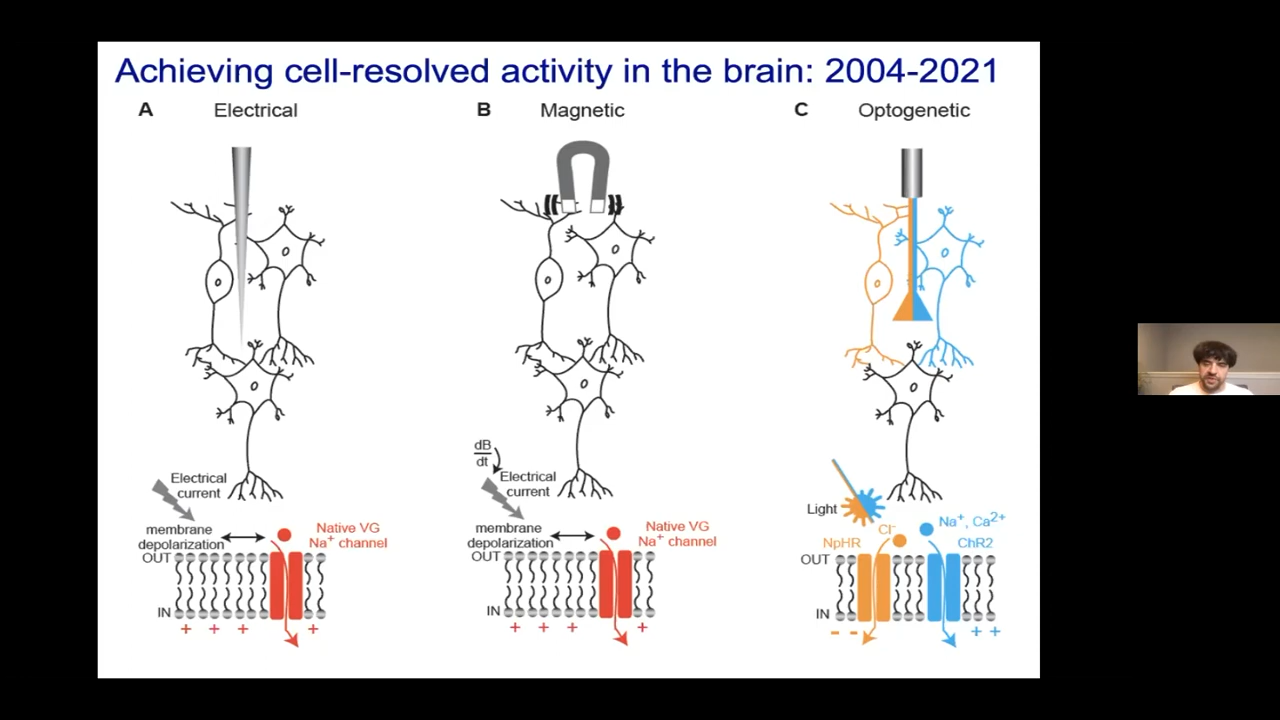 Achieving cell-resolved activity in the brain: 2004-2021
A Electrical
B Magnetic
C Optogenetic
Electrical
current
membrane
depolarization
Native VG
Na⁺ channel
OUT
IN
+ + + +
dB
dt
Electrical
current
membrane
depolarization
Native VG
Na⁺ channel
OUT
IN
+ + + +
Light
Cl⁻
Na⁺, Ca²⁺
NpHR
ChR2
OUT
IN
- -
+ +